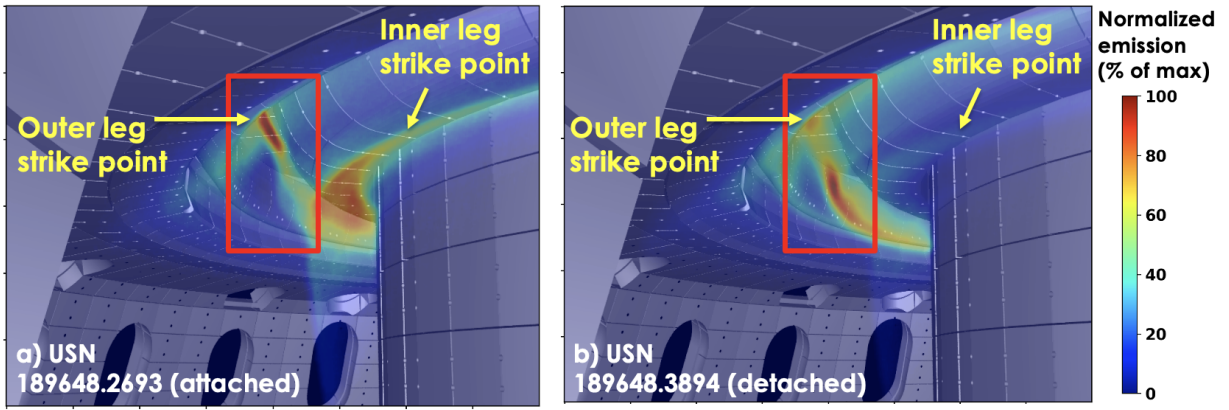 Inner leg
strike point
Outer leg
strike point
a) USN
189648.2693 (attached)
Inner leg
strike point
Outer leg
strike point
b) USN
189648.3894 (detached)
Normalized
emission
(% of max)
100
80
60
40
20
0